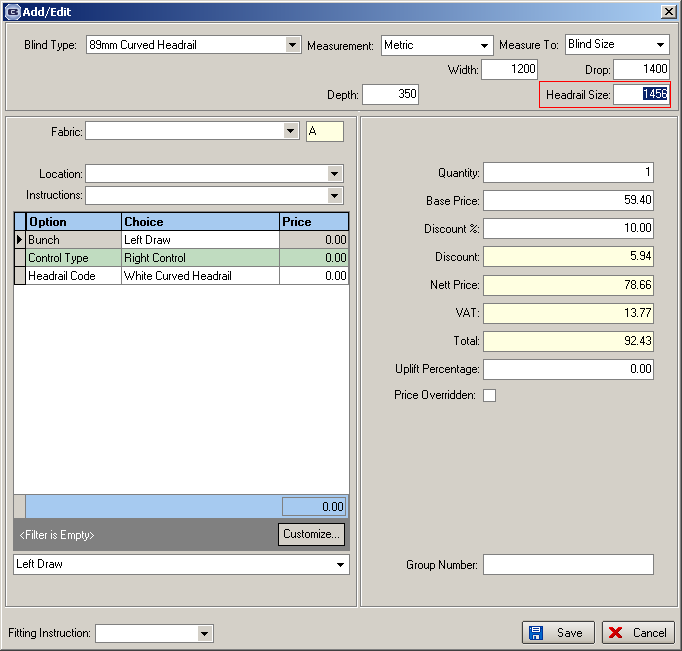 Add/Edit
Blind Type: 89mm Curved Headrail Measurement: Metric Measure To: Blind Size
Width: 1200 Drop: 1400
Depth: 350 Headrail Size: 1456
Fabric: A
Location:
Instructions:
Option Choice Price
Bunch Left Draw 0.00
Control Type Right Control 0.00
Headrail Code White Curved Headrail 0.00
0.00
<Filter is Empty> Customize...
Left Draw
Quantity: 1
Base Price: 59.40
Discount %: 10.00
Discount: 5.94
Nett Price: 78.66
VAT: 13.77
Total: 92.43
Uplift Percentage: 0.00
Price Overridden:
Group Number:
Fitting Instruction: Save Cancel